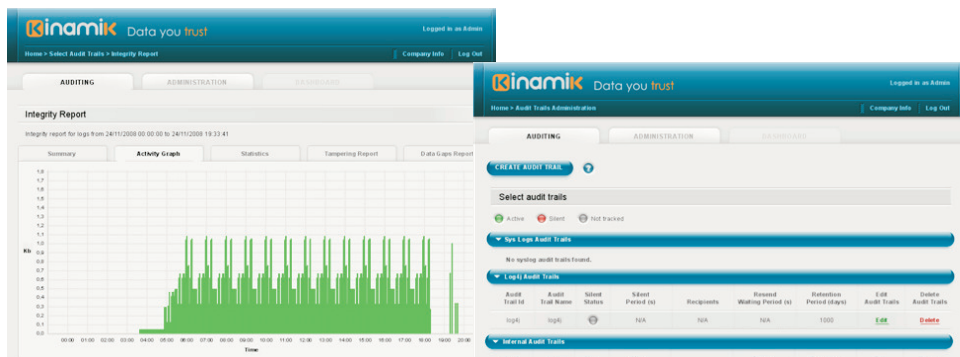 Kinamik Data you trust
Logged in as Admin
Home > Select Audit Trails > Integrity Report
Company Info
Log Out
AUDITING
ADMINISTRATION
DASHBOARD
Integrity Report
Integrity report for logs from 24/11/2008 00:00:00 to 24/11/2008 19:33:41
Summary
Activity Graph
Statistics
Tampering Report
Data Gaps Report
1,8
1,7
1,6
1,5
1,4
1,3
1,2
1,1
1,0
0,9
0,8
0,7
0,6
0,5
0,4
0,3
0,2
0,1
0,0
Kb
00:00 01:00 02:00 03:00 04:00 05:00 06:00 07:00 08:00 09:00 10:00 11:00 12:00 13:00 14:00 15:00 16:00 17:00 18:00 19:00 20:00
Time
Kinamik Data you trust
Logged in as Admin
Home > Audit Trails Administration
Company Info
Log Out
AUDITING
ADMINISTRATION
DASHBOARD
CREATE AUDIT TRAIL
?
Select audit trails
Active
Silent
Not tracked
Sys Logs Audit Trails
No syslog audit trails found.
Log4j Audit Trails
Audit Trail Id
Audit Trail Name
Silent Status
Silent Period (s)
Recipients
Resend Waiting Period (s)
Retention Period (days)
Edit Audit Trails
Delete Audit Trails
log4j
log4j
N/A
N/A
N/A
1000
Edit
Delete
Internal Audit Trails